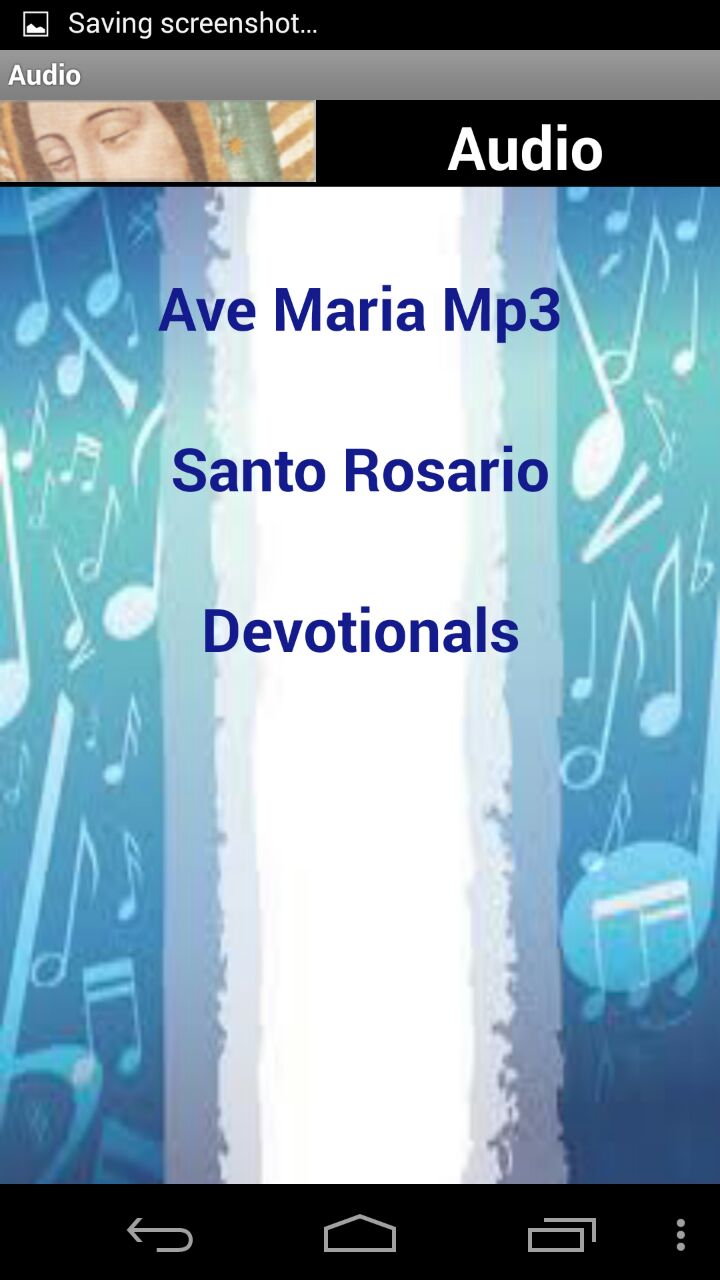 Saving screenshot...
Audio
Audio
Ave Maria Mp3
Santo Rosario
Devotionals